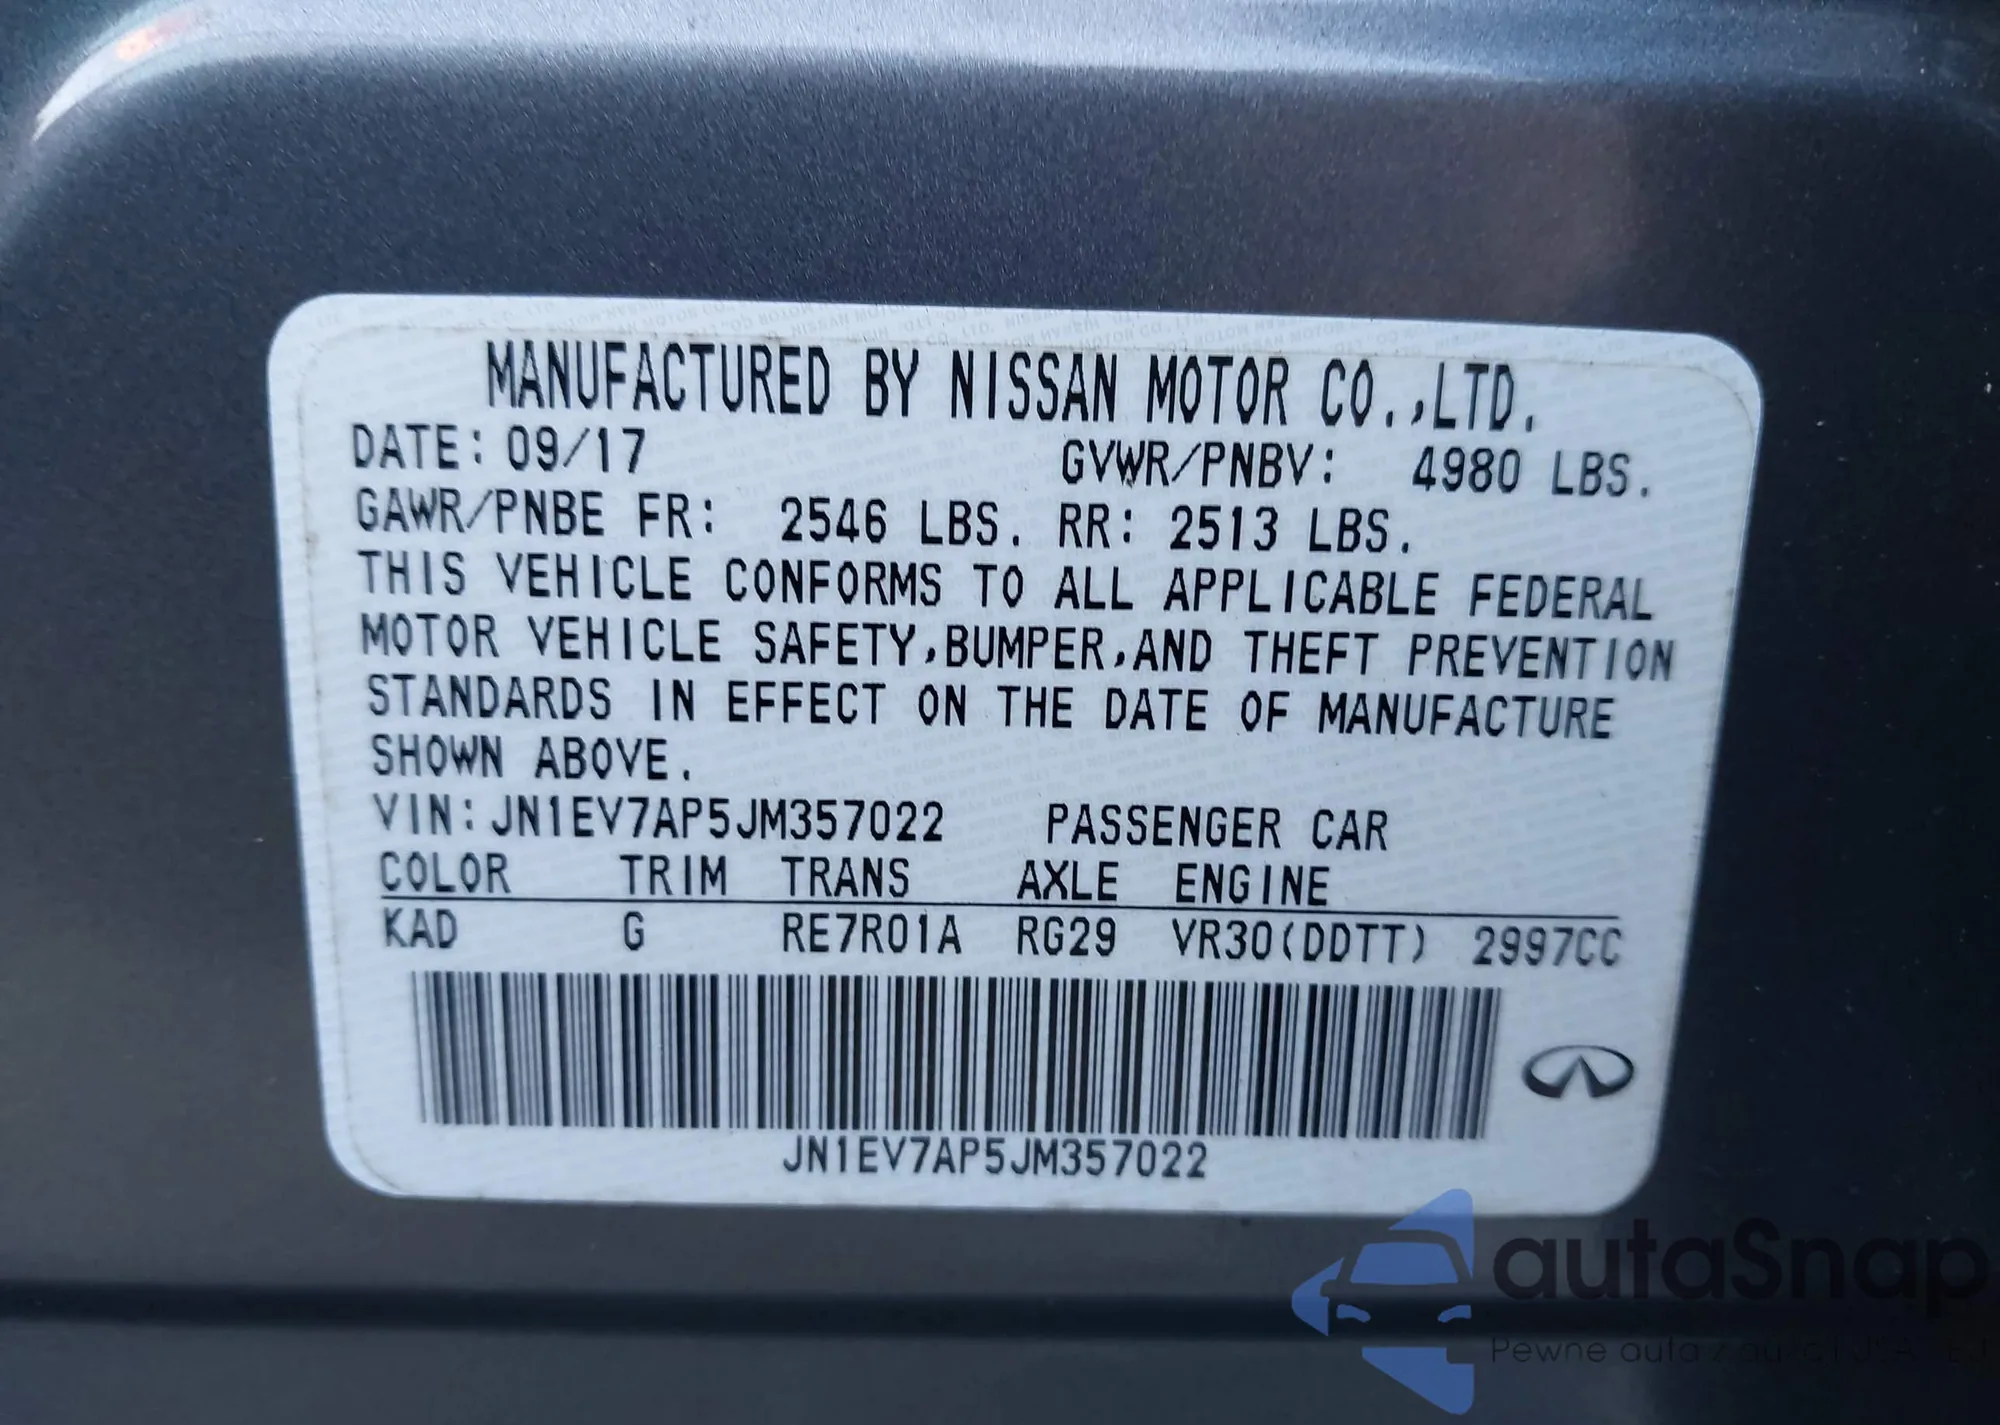 MANUFACTURED BY NISSAN MOTOR CO.,LTD.
DATE: 09/17 GVWR/PNBV: 4980 LBS.
GAWR/PNBE FR: 2546 LBS. RR: 2513 LBS.
THIS VEHICLE CONFORMS TO ALL APPLICABLE FEDERAL
MOTOR VEHICLE SAFETY,BUMPER,AND THEFT PREVENTION
STANDARDS IN EFFECT ON THE DATE OF MANUFACTURE
SHOWN ABOVE.
VIN:JN1EV7AP5JM357022 PASSENGER CAR
COLOR TRIM TRANS AXLE ENGINE
KAD G RE7R01A RG29 VR30(DDTT) 2997CC
JN1EV7AP5JM357022
autaSnap
Pewne auta z